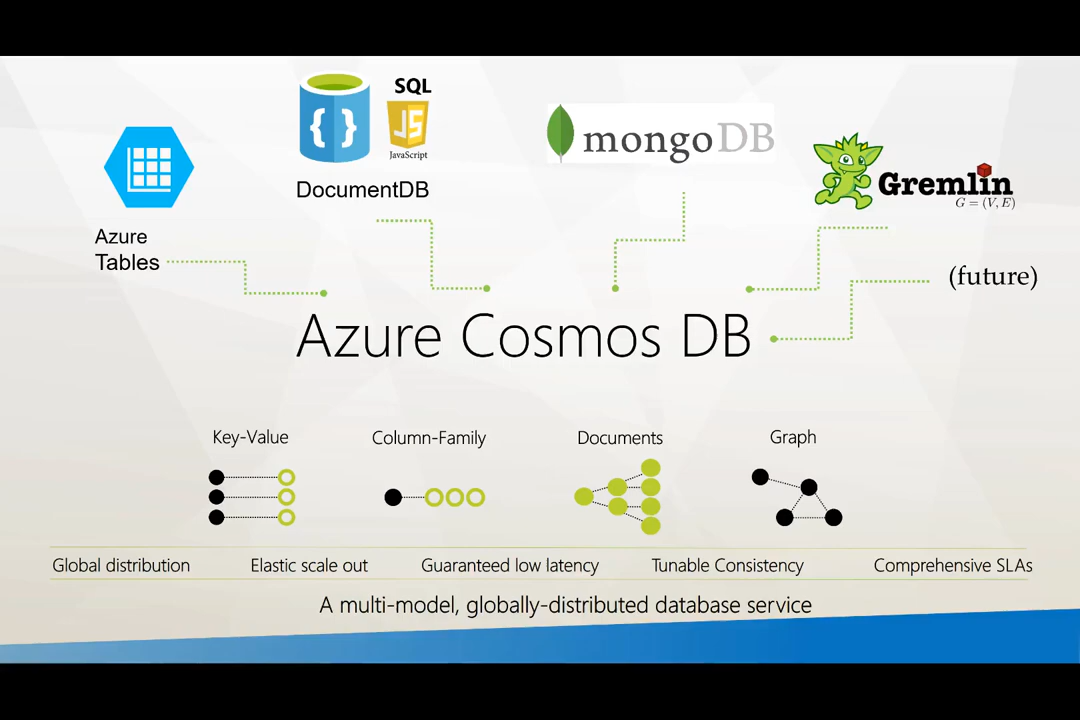 SQL
{ }
JS
JavaScript
DocumentDB
mongoDB
Gremlin
G = (V, E)
Azure
Tables
(future)
Azure Cosmos DB
Key-Value
Column-Family
Documents
Graph
Global distribution
Elastic scale out
Guaranteed low latency
Tunable Consistency
Comprehensive SLAs
A multi-model, globally-distributed database service